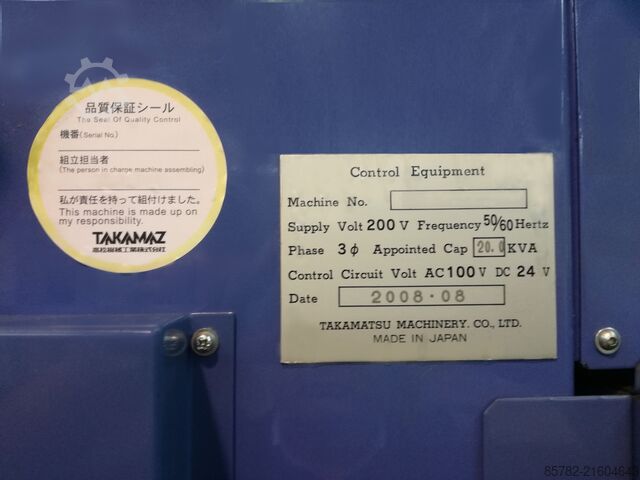 品質保証シール
The Seal Of Quality Control
機番(Serial No.)
組立担当者
(The person in charge machine assembling)
私が責任を持って組付けました。
This machine is made up on
my responsibility.
TAKAMAZ
高松機械工業株式会社
Control Equipment
Machine No.
Supply Volt 200 V Frequency 50/60 Hertz
Phase 3ϕ Appointed Cap 20.0 KVA
Control Circuit Volt AC 100 V DC 24 V
Date 2008・08
TAKAMATSU MACHINERY. CO., LTD.
MADE IN JAPAN
85782-21604643